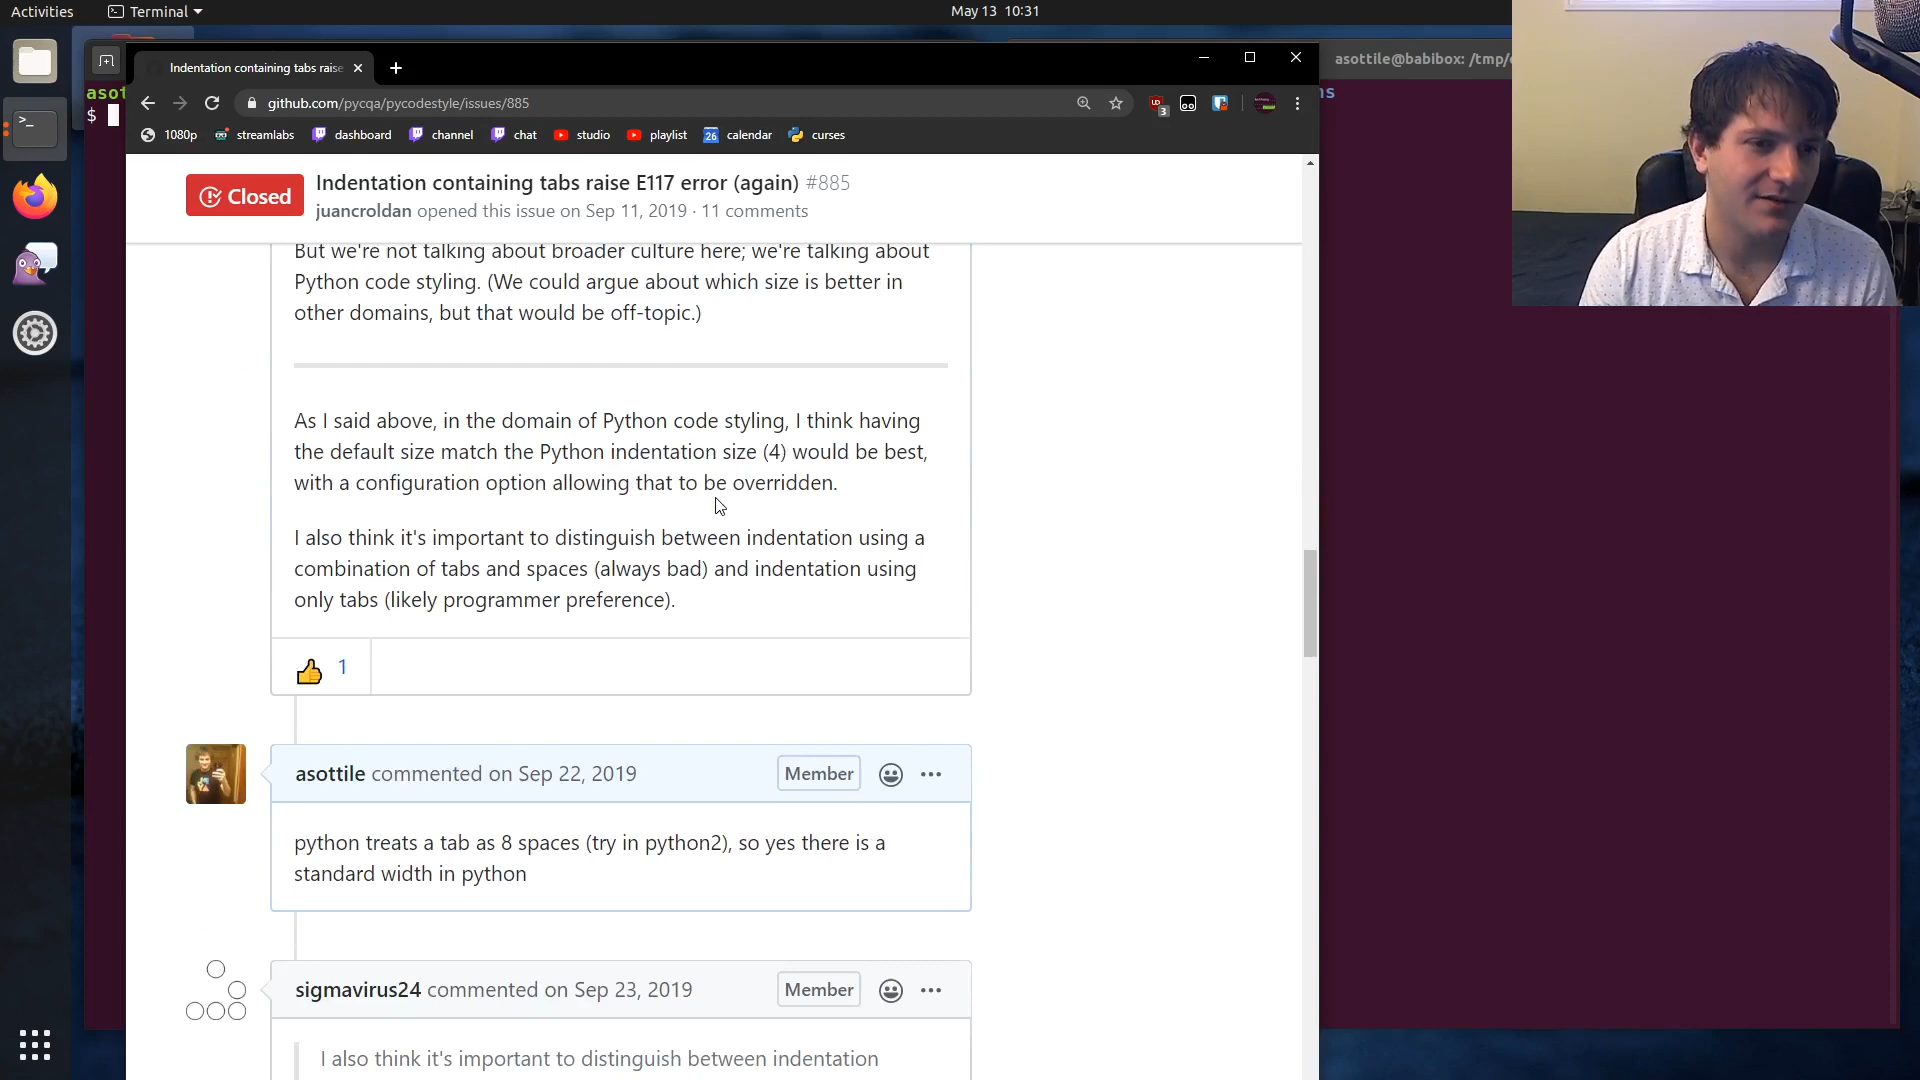 Activities
Terminal
May 13 10:31
asottile@babibox: /tmp/
asot
$
ns
Indentation containing tabs raise
github.com/pycqa/pycodestyle/issues/885
3
1080p
streamlabs
dashboard
channel
chat
studio
playlist
26
calendar
curses
Closed
Indentation containing tabs raise E117 error (again) #885
juancroldan opened this issue on Sep 11, 2019 · 11 comments
But we're not talking about broader culture here; we're talking about
Python code styling. (We could argue about which size is better in
other domains, but that would be off-topic.)
As I said above, in the domain of Python code styling, I think having
the default size match the Python indentation size (4) would be best,
with a configuration option allowing that to be overridden.
I also think it's important to distinguish between indentation using a
combination of tabs and spaces (always bad) and indentation using
only tabs (likely programmer preference).
1
asottile commented on Sep 22, 2019
Member
python treats a tab as 8 spaces (try in python2), so yes there is a
standard width in python
sigmavirus24 commented on Sep 23, 2019
Member
I also think it's important to distinguish between indentation